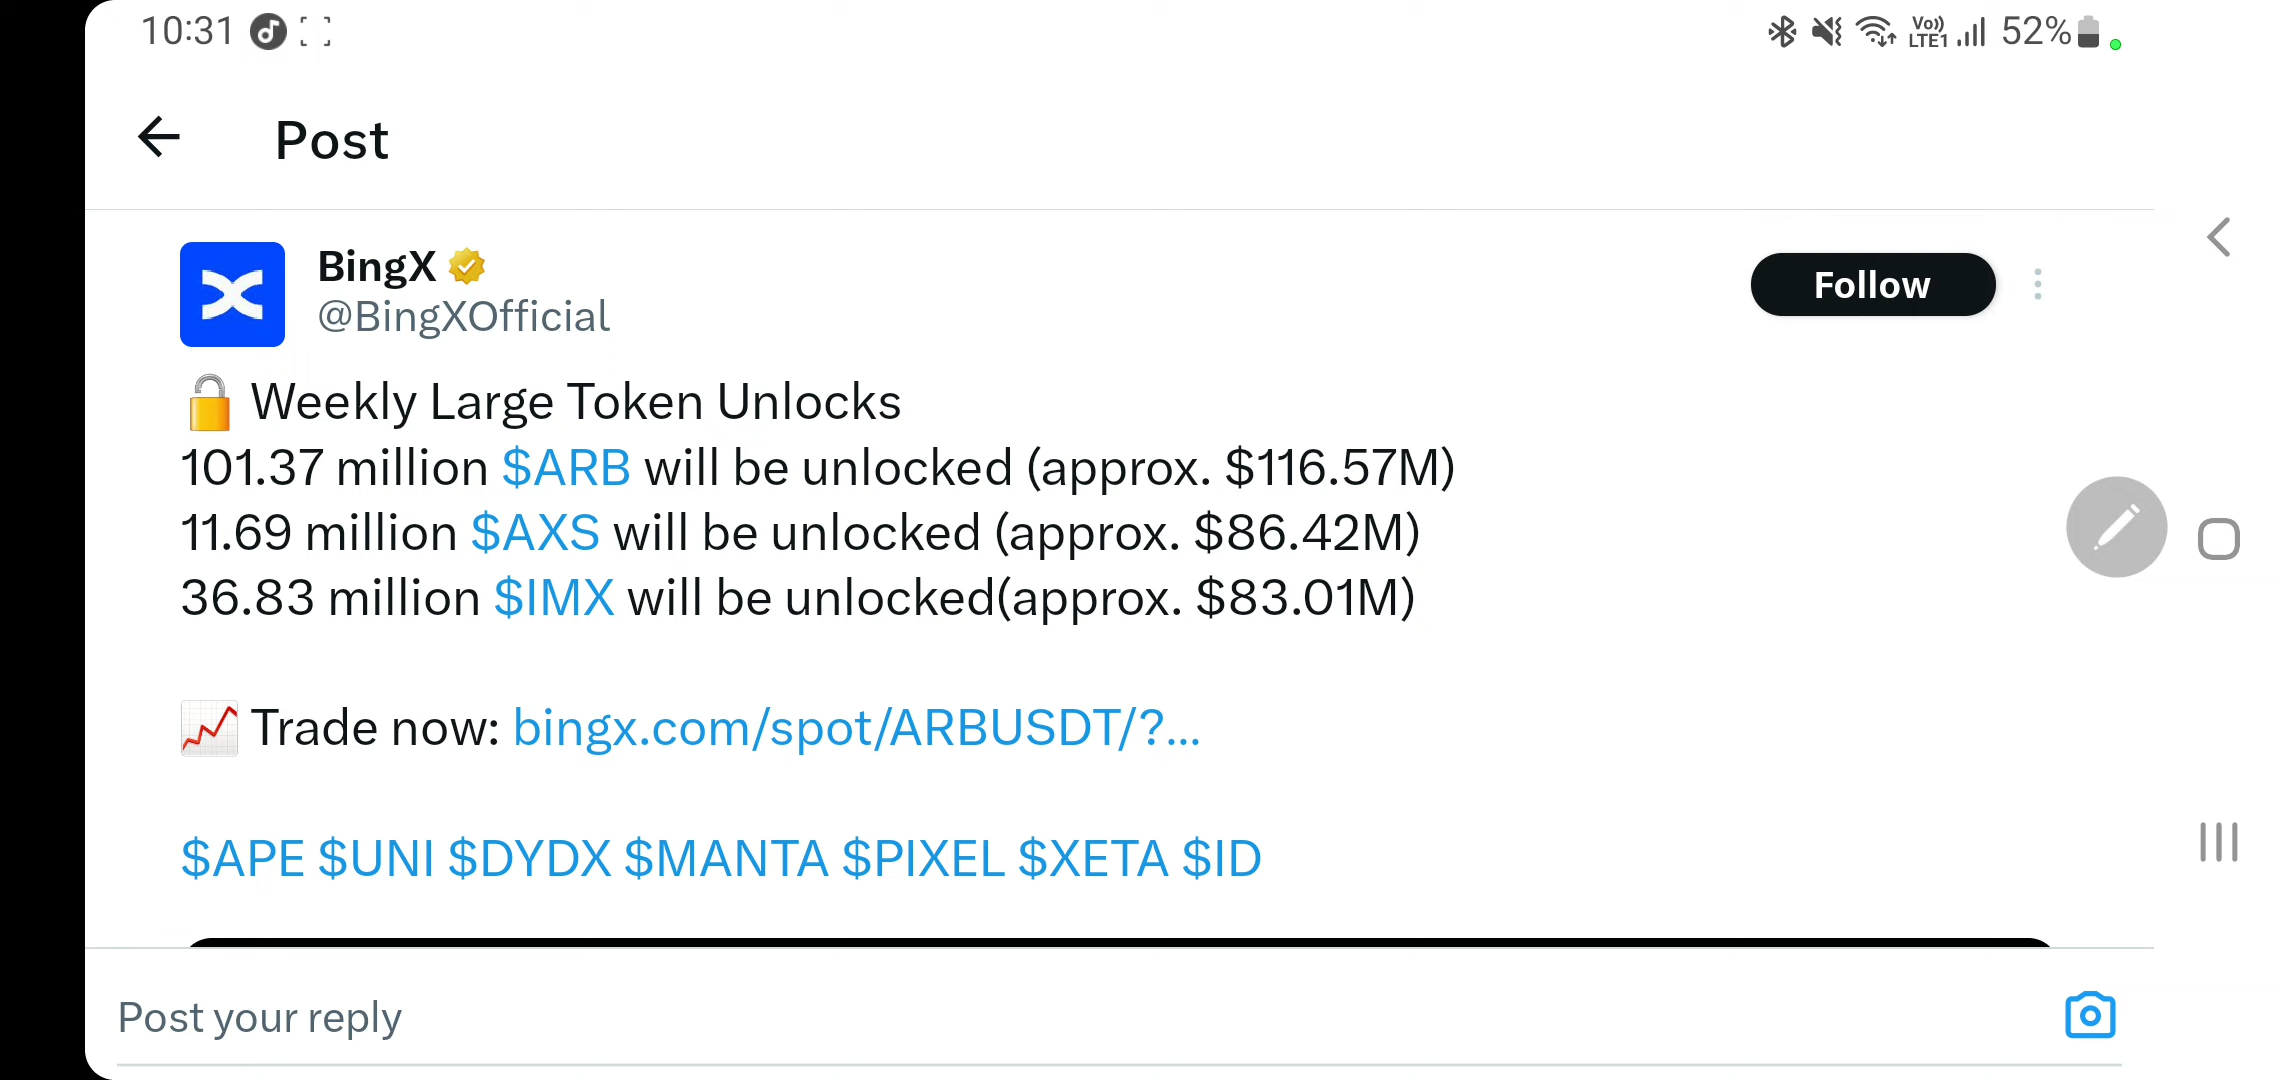 10:31
Vo)) LTE1 52%
Post
BingX
@BingXOfficial
Follow
Weekly Large Token Unlocks
101.37 million $ARB will be unlocked (approx. $116.57M)
11.69 million $AXS will be unlocked (approx. $86.42M)
36.83 million $IMX will be unlocked(approx. $83.01M)
Trade now: bingx.com/spot/ARBUSDT/?...
$APE $UNI $DYDX $MANTA $PIXEL $XETA $ID
Post your reply